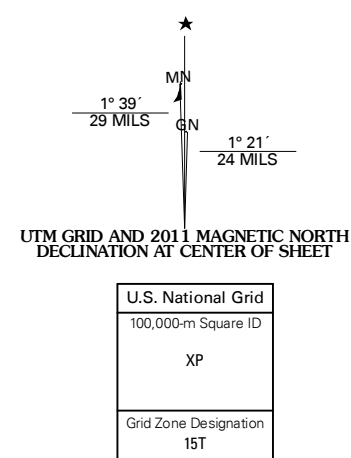 MN
1° 39´
29 MILS
GN
1° 21´
24 MILS
UTM GRID AND 2011 MAGNETIC NORTH
DECLINATION AT CENTER OF SHEET
U.S. National Grid
100,000-m Square ID
XP
Grid Zone Designation
15T